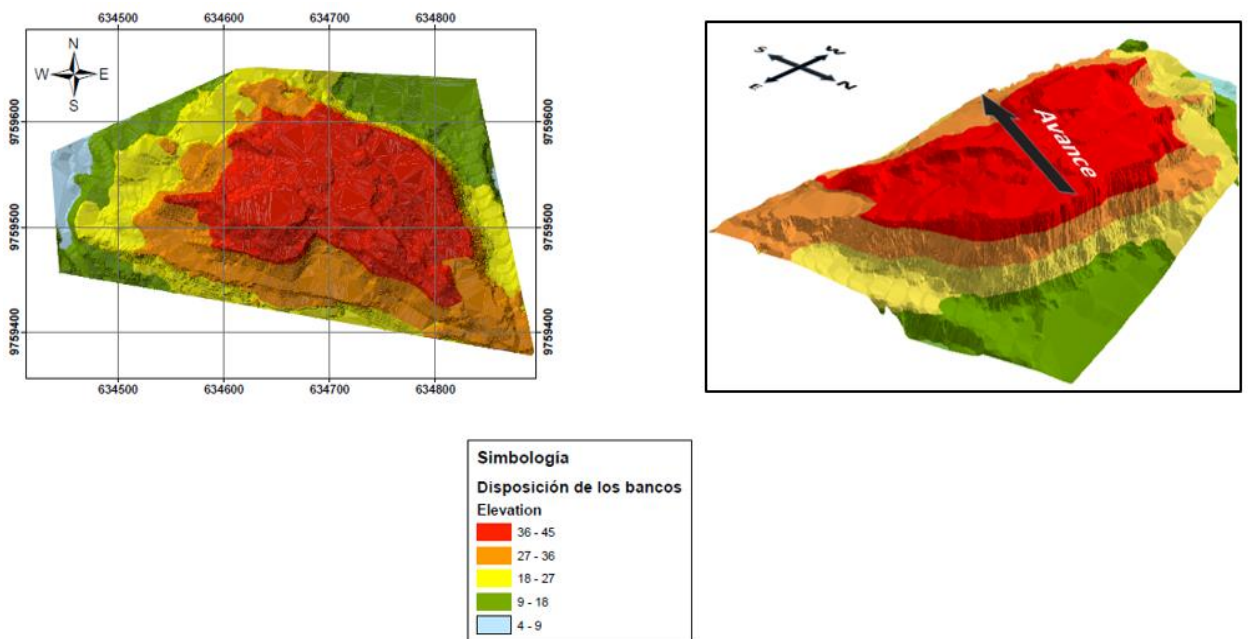 634500 634600 634700 634800
N
W E
S
9759600 9759600
9759500 9759500
9759400 9759400
634500 634600 634700 634800
S W
E N
Avance
Simbología
Disposición de los bancos
Elevation
36 - 45
27 - 36
18 - 27
9 - 18
4 - 9